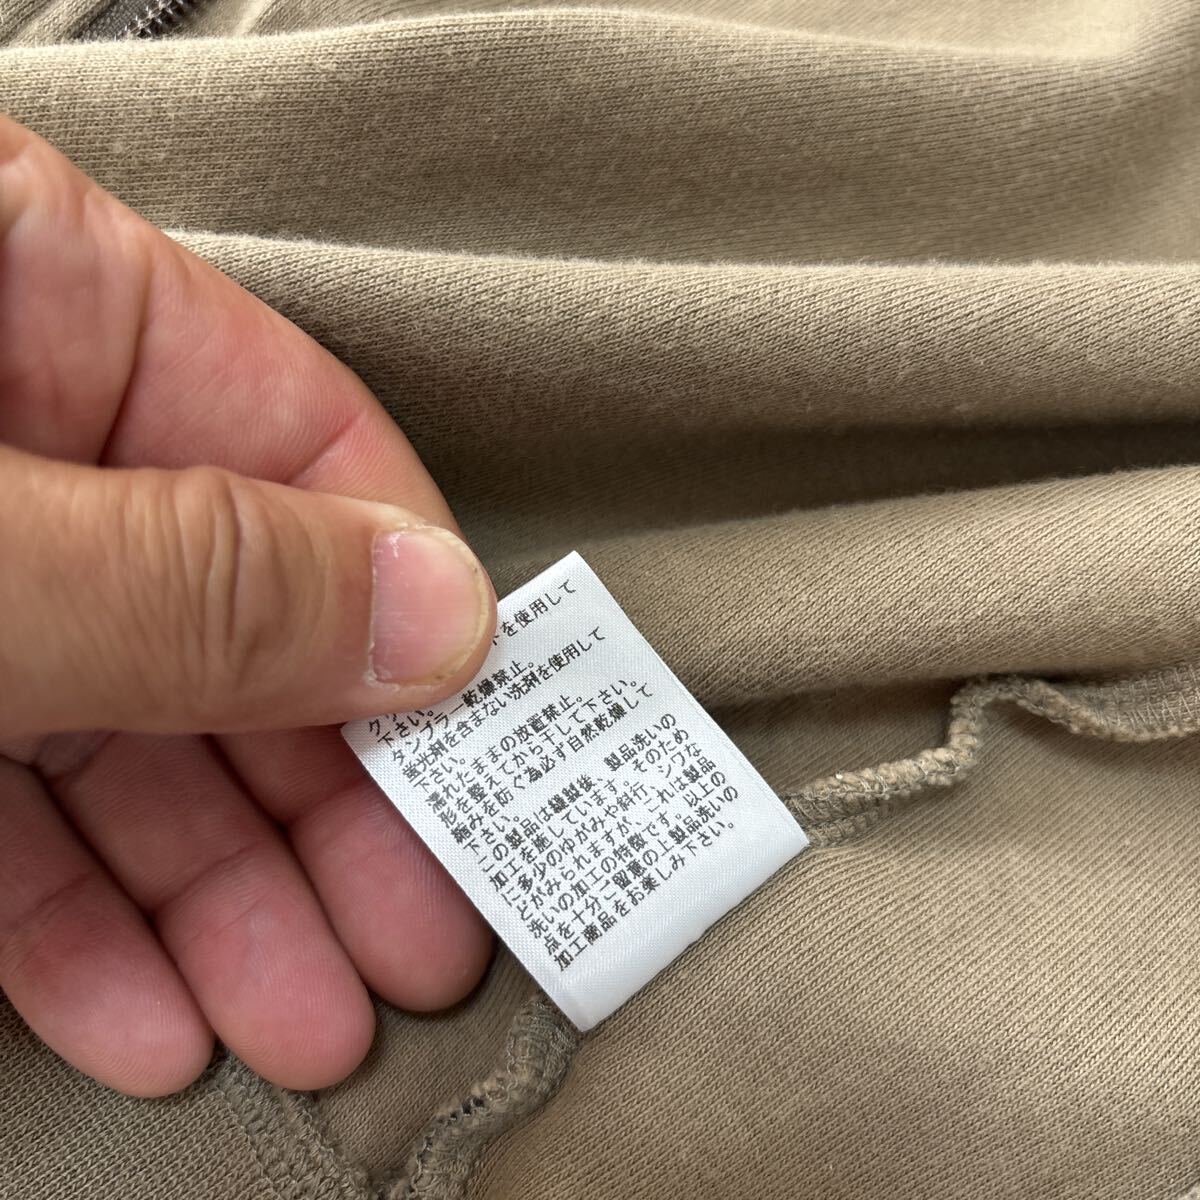 トを使用して
下さい。
タンブラー乾燥禁止。
蛍光剤を含まない洗剤を使用して
下さい。
濡れたままの放置禁止。
形を整えてから干して下さい。
縮みを防ぐ為必ず自然乾燥して
下さい。
この製品は縫製後、製品洗いの
加工を施しています。そのため
に多少のゆがみや斜行、シワな
どがみられますが、これは製品
洗いの加工の特徴です。以上の
点を十分ご留意の上製品洗いの
加工商品をお楽しみ下さい。